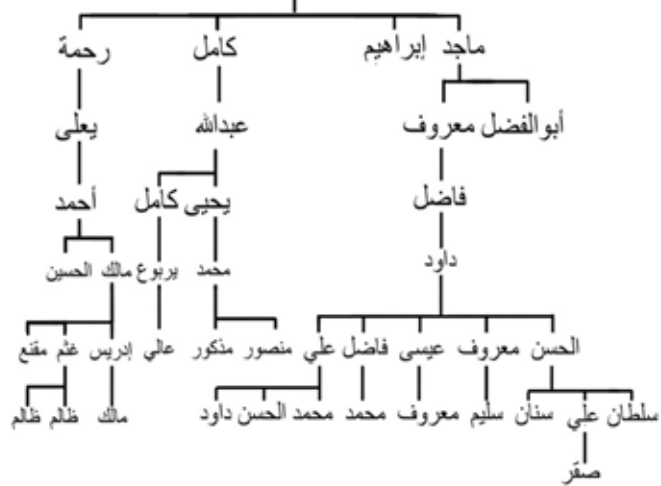 ماجد إبراهيم كامل رحمة
أبوالفضل معروف عبدالله يعلى
فاضل يحيى كامل أحمد
داود محمد يربوع مالك الحسين
الحسن معروف عيسى فاضل علي منصور مذكور عالي إدريس غثم مقنع
سلطان علي سنان سليم معروف محمد محمد الحسن داود مالك ظالم ظالم
صقر